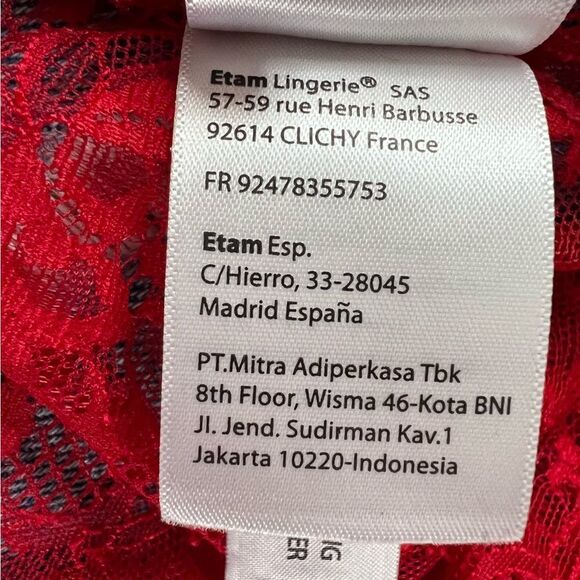 Etam Lingerie® SAS
57-59 rue Henri Barbusse
92614 CLICHY France
FR 92478355753
Etam Esp.
C/Hierro, 33-28045
Madrid España
PT.Mitra Adiperkasa Tbk
8th Floor, Wisma 46-Kota BNI
Jl. Jend. Sudirman Kav.1
Jakarta 10220-Indonesia